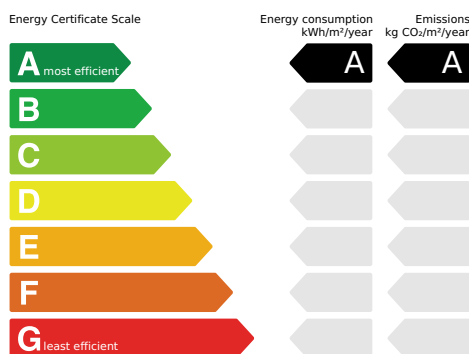 Energy Certificate Scale
Energy consumption
kWh/m²/year
Emissions
kg CO₂/m²/year
A most efficient
A
A
B
C
D
E
F
G least efficient